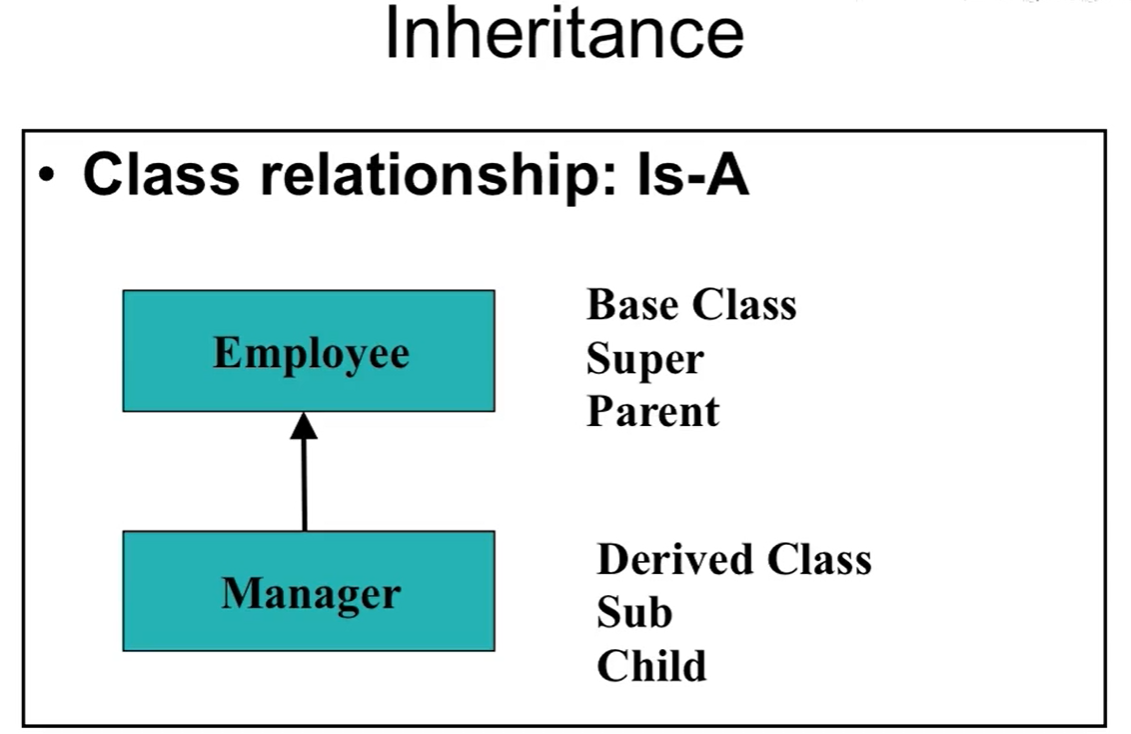 Inheritance
• Class relationship: Is-A
Employee
Base Class
Super
Parent
Manager
Derived Class
Sub
Child